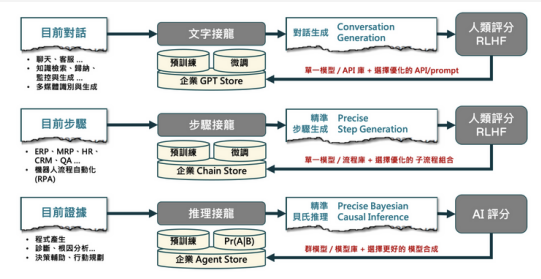 目前對話
• 聊天、客服 ...
• 知識檢索、歸納、
監控與生成 ...
• 多媒體識別與生成
文字接龍
預訓練
微調
企業 GPT Store
對話生成
Conversation
Generation
人類評分
RLHF
單一模型 / API 庫 + 選擇優化的 API/prompt
目前步驟
• ERP、MRP、HR、
CRM、QA ...
• 機器人流程自動化
(RPA)
步驟接龍
預訓練
微調
企業 Chain Store
精準
步驟生成
Precise
Step Generation
人類評分
RLHF
單一模型 / 流程庫 + 選擇優化的 子流程組合
目前證據
• 程式產生
• 診斷、根因分析...
• 決策輔助、行動規劃
推理接龍
預訓練
Pr(A|B)
企業 Agent Store
精準
貝氏推理
Precise Bayesian
Causal Inference
AI 評分
群模型 / 模型庫 + 選擇更好的 模型合成